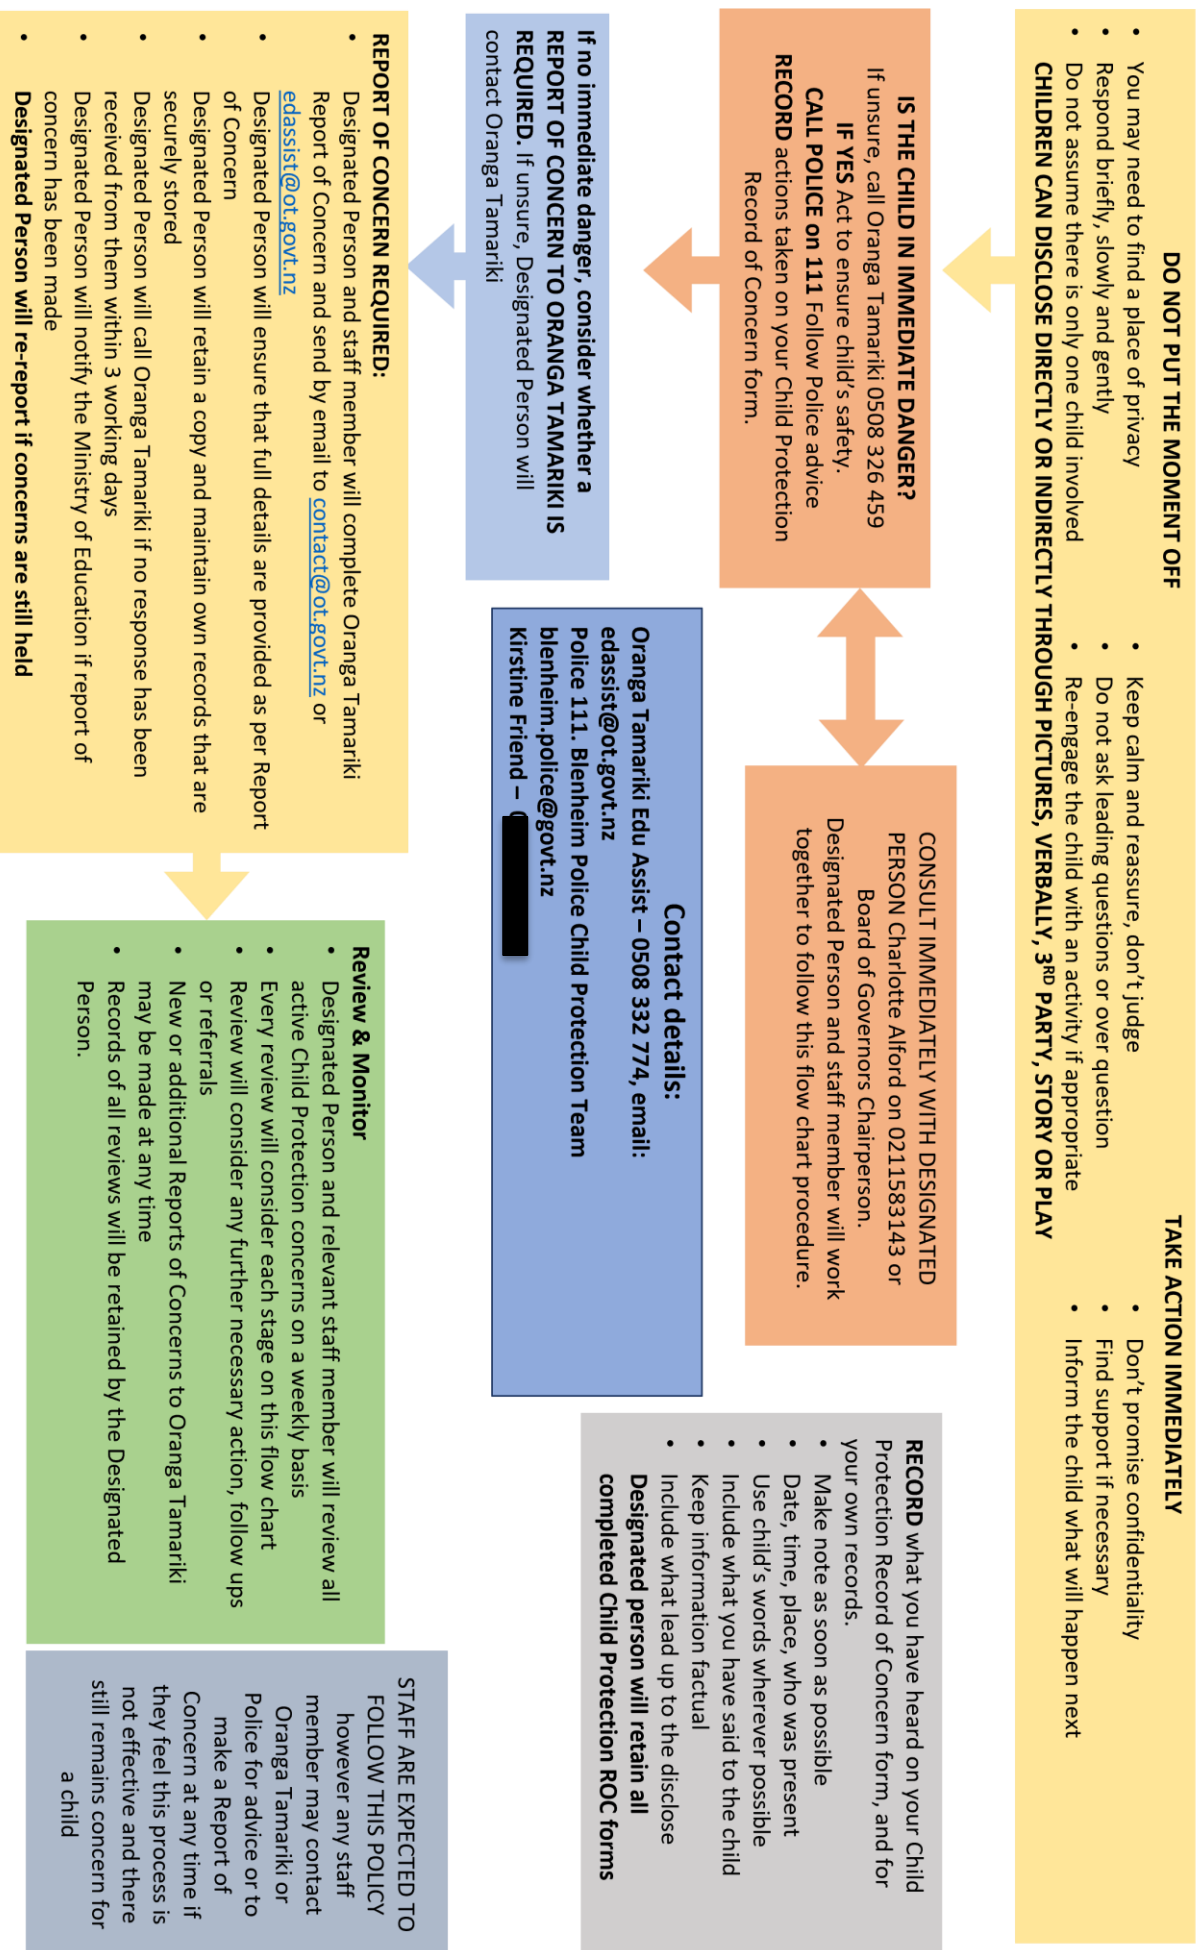 DO NOT PUT THE MOMENT OFF
TAKE ACTION IMMEDIATELY
• You may need to find a place of privacy
• Respond briefly, slowly and gently
• Do not assume there is only one child involved
• Keep calm and reassure, don't judge
• Do not ask leading questions or over question
• Re-engage the child with an activity if appropriate
• Don't promise confidentiality
• Find support if necessary
• Inform the child what will happen next
CHILDREN CAN DISCLOSE DIRECTLY OR INDIRECTLY THROUGH PICTURES, VERBALLY, 3RD PARTY, STORY OR PLAY
IS THE CHILD IN IMMEDIATE DANGER?
If unsure, call Oranga Tamariki 0508 326 459
IF YES Act to ensure child's safety.
CALL POLICE on 111 Follow Police advice
RECORD actions taken on your Child Protection
Record of Concern form.
CONSULT IMMEDIATELY WITH DESIGNATED
PERSON Charlotte Alford on 0211583143 or
Board of Governors Chairperson.
Designated Person and staff member will work
together to follow this flow chart procedure.
RECORD what you have heard on your Child
Protection Record of Concern form, and for
your own records.
• Make note as soon as possible
• Date, time, place, who was present
• Use child's words wherever possible
• Include what you have said to the child
• Keep information factual
• Include what lead up to the disclose
Designated person will retain all
completed Child Protection ROC forms
If no immediate danger, consider whether a
REPORT OF CONCERN TO ORANGA TAMARIKI IS
REQUIRED. If unsure, Designated Person will
contact Oranga Tamariki
Contact details:
Oranga Tamariki Edu Assist – 0508 332 774, email:
edassist@ot.govt.nz
Police 111. Blenheim Police Child Protection Team
blenheim.police@govt.nz
Kirstine Friend –
REPORT OF CONCERN REQUIRED:
• Designated Person and staff member will complete Oranga Tamariki
Report of Concern and send by email to contact@ot.govt.nz or
edassist@ot.govt.nz
• Designated Person will ensure that full details are provided as per Report
of Concern
• Designated Person will retain a copy and maintain own records that are
securely stored
• Designated Person will call Oranga Tamariki if no response has been
received from them within 3 working days
• Designated Person will notify the Ministry of Education if report of
concern has been made
• Designated Person will re-report if concerns are still held
Review & Monitor
• Designated Person and relevant staff member will review all
active Child Protection concerns on a weekly basis
• Every review will consider each stage on this flow chart
• Review will consider any further necessary action, follow ups
or referrals
• New or additional Reports of Concerns to Oranga Tamariki
may be made at any time
• Records of all reviews will be retained by the Designated
Person.
STAFF ARE EXPECTED TO
FOLLOW THIS POLICY
however any staff
member may contact
Oranga Tamariki or
Police for advice or to
make a Report of
Concern at any time if
they feel this process is
not effective and there
still remains concern for
a child